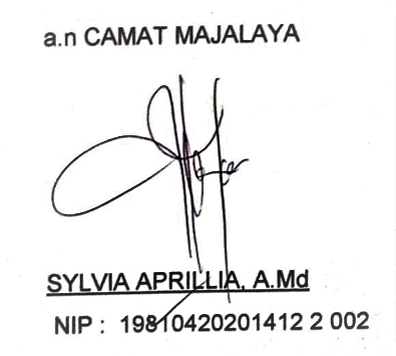 a.n CAMAT MAJALAYA
SYLVIA APRILLIA, A.Md
NIP : 19810420201412 2 002